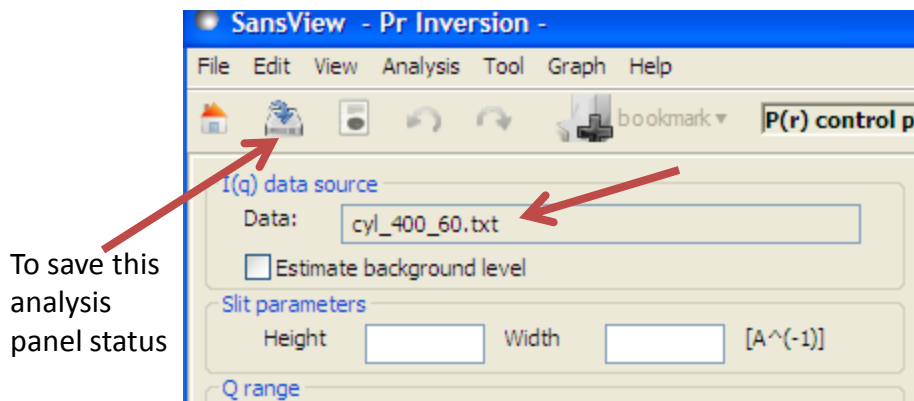 SansView - Pr Inversion -
File Edit View Analysis Tool Graph Help
bookmark P(r) control p
I(q) data source
Data: cyl_400_60.txt
Estimate background level
To save this
analysis
panel status
Slit parameters
Height Width [A^(-1)]
Q range